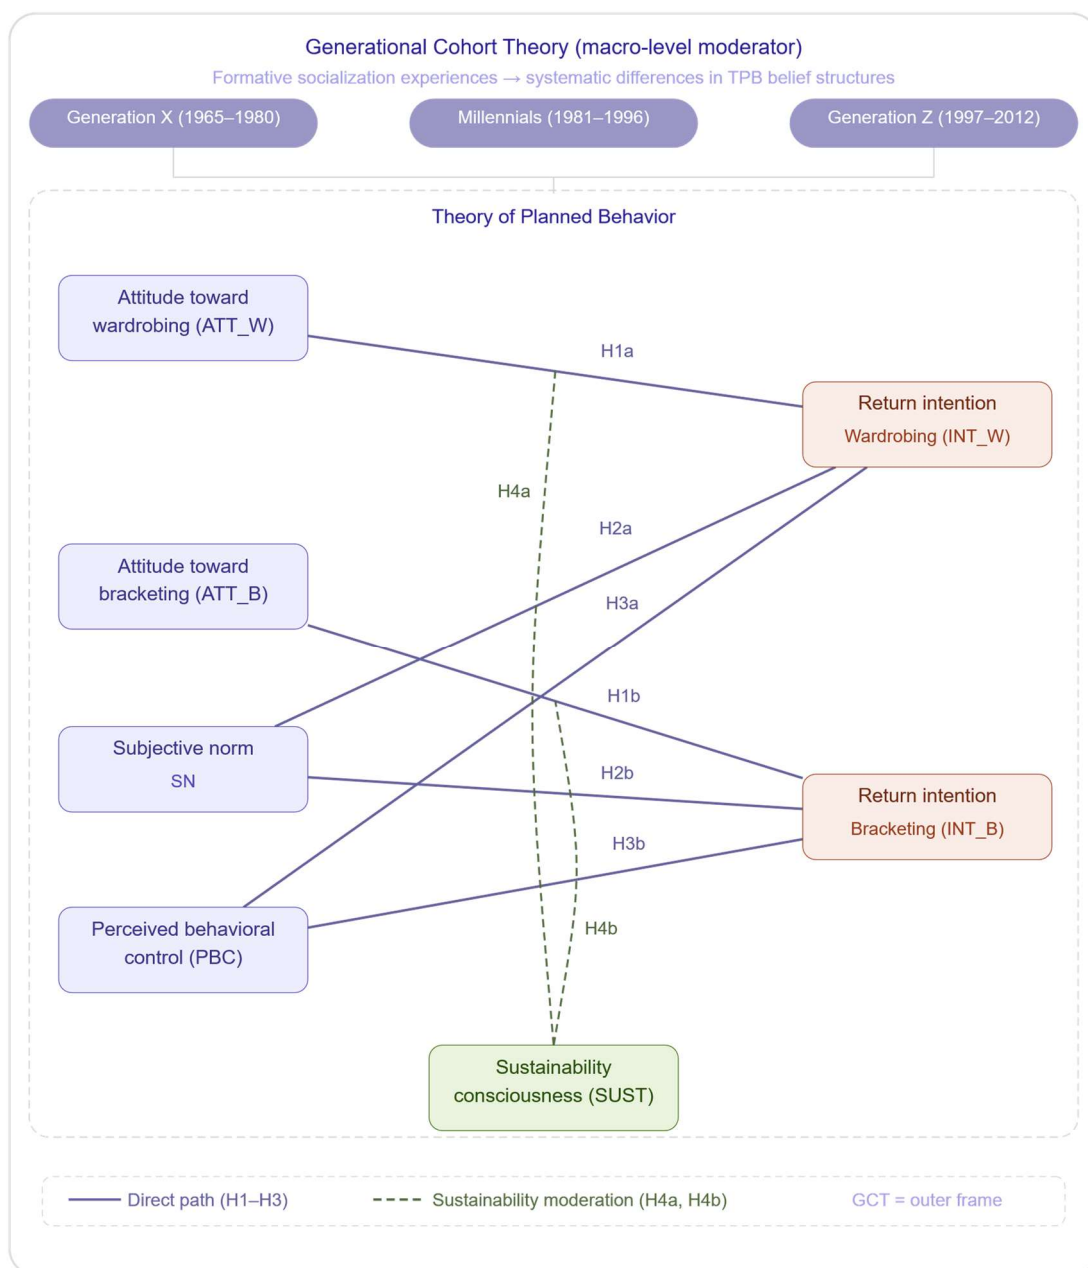 Generational Cohort Theory (macro-level moderator)
Formative socialization experiences → systematic differences in TPB belief structures
Generation X (1965–1980)
Millennials (1981–1996)
Generation Z (1997–2012)
Theory of Planned Behavior
Attitude toward
wardrobing (ATT_W)
H1a
Return intention
Wardrobing (INT_W)
H4a
H2a
Attitude toward
bracketing (ATT_B)
H3a
H1b
Subjective norm
SN
H2b
Return intention
Bracketing (INT_B)
H3b
Perceived behavioral
control (PBC)
H4b
Sustainability
consciousness (SUST)
Direct path (H1–H3)
Sustainability moderation (H4a, H4b)
GCT = outer frame